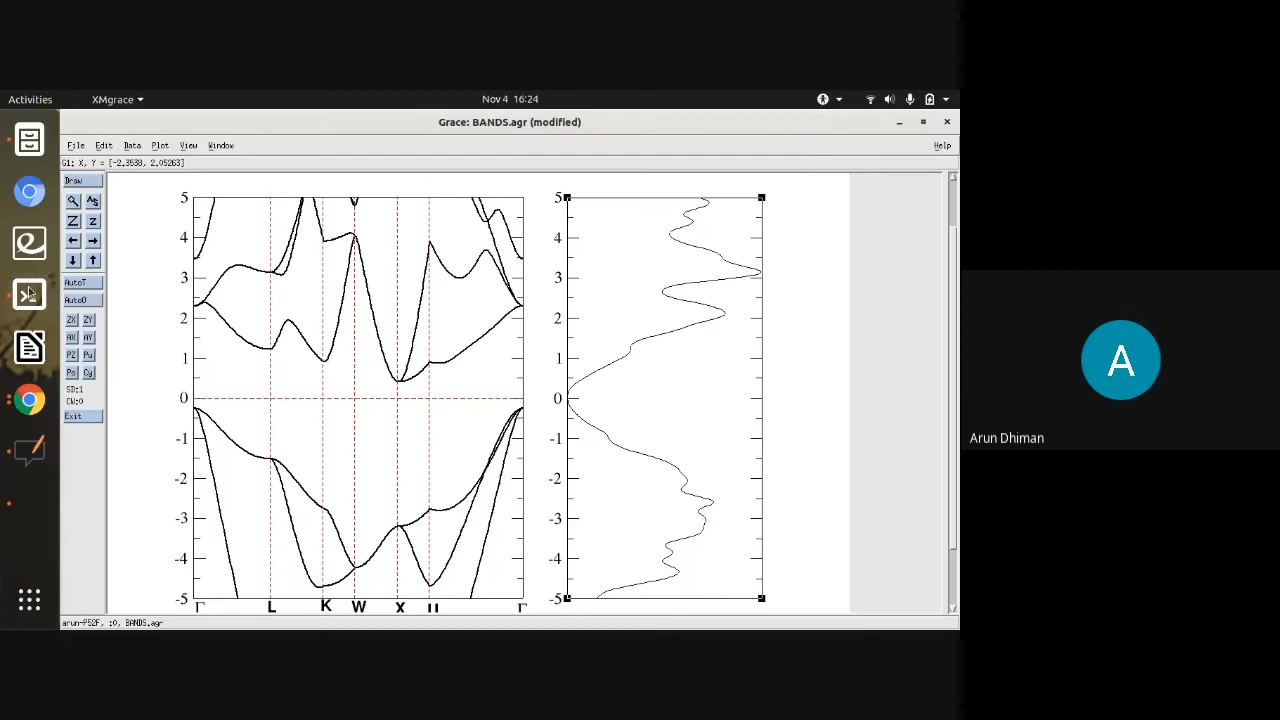 Activities XMgrace Nov 4 16:24
Grace: BANDS.agr (modified)
File Edit Data Plot View Window Help
G1: X, Y = [-2.3538, 2.05263]
Draw
Z z
AutoT
AutoO
ZX ZY
AX AY
PZ Pu
Po Cy
SD:1
CW:0
Exit
5
4
3
2
1
0
-1
-2
-3
-4
-5
Γ L K W X U Γ
5
4
3
2
1
0
-1
-2
-3
-4
-5
arun-P52F, :0, BANDS.agr
A
Arun Dhiman